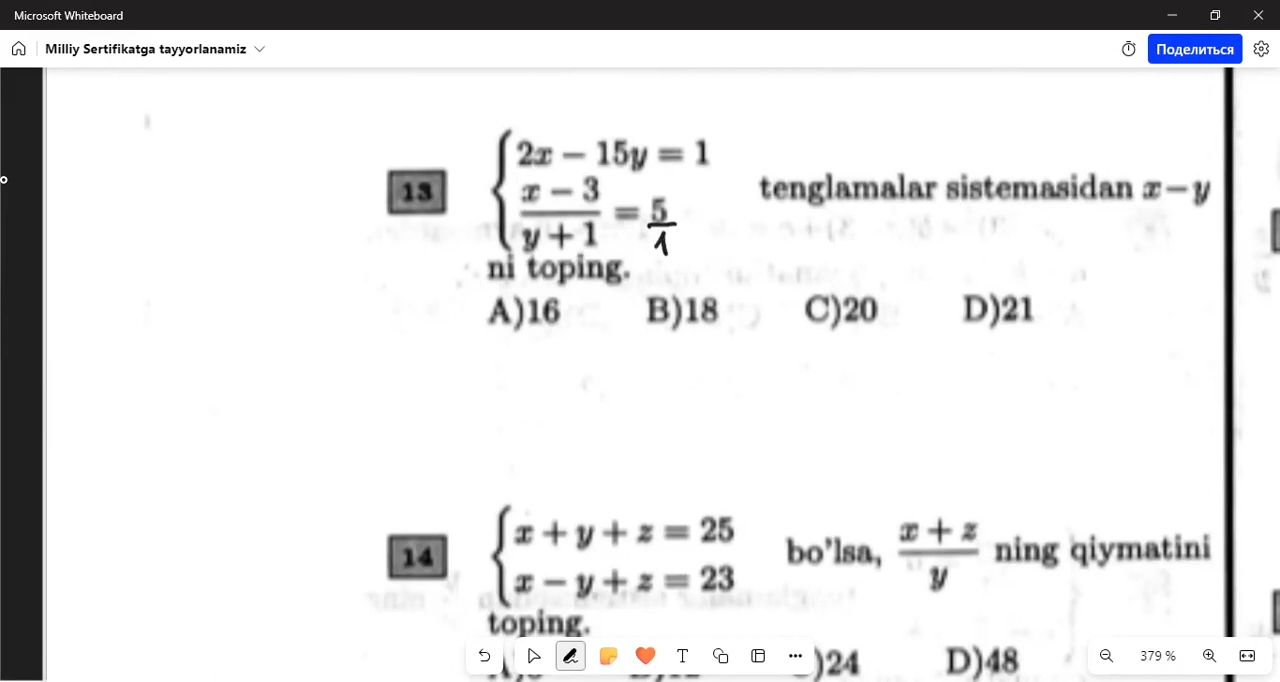 Microsoft Whiteboard
Milliy Sertifikatga tayyorlanamiz
Поделиться
13
2x − 15y = 1
x − 3
y + 1
= 5
1
tenglamalar sistemasidan x − y
ni toping.
A)16 B)18 C)20 D)21
14
x + y + z = 25
x − y + z = 23
bo'lsa,
x + z
y
ning qiymatini
toping.
)24 D)48
379 %